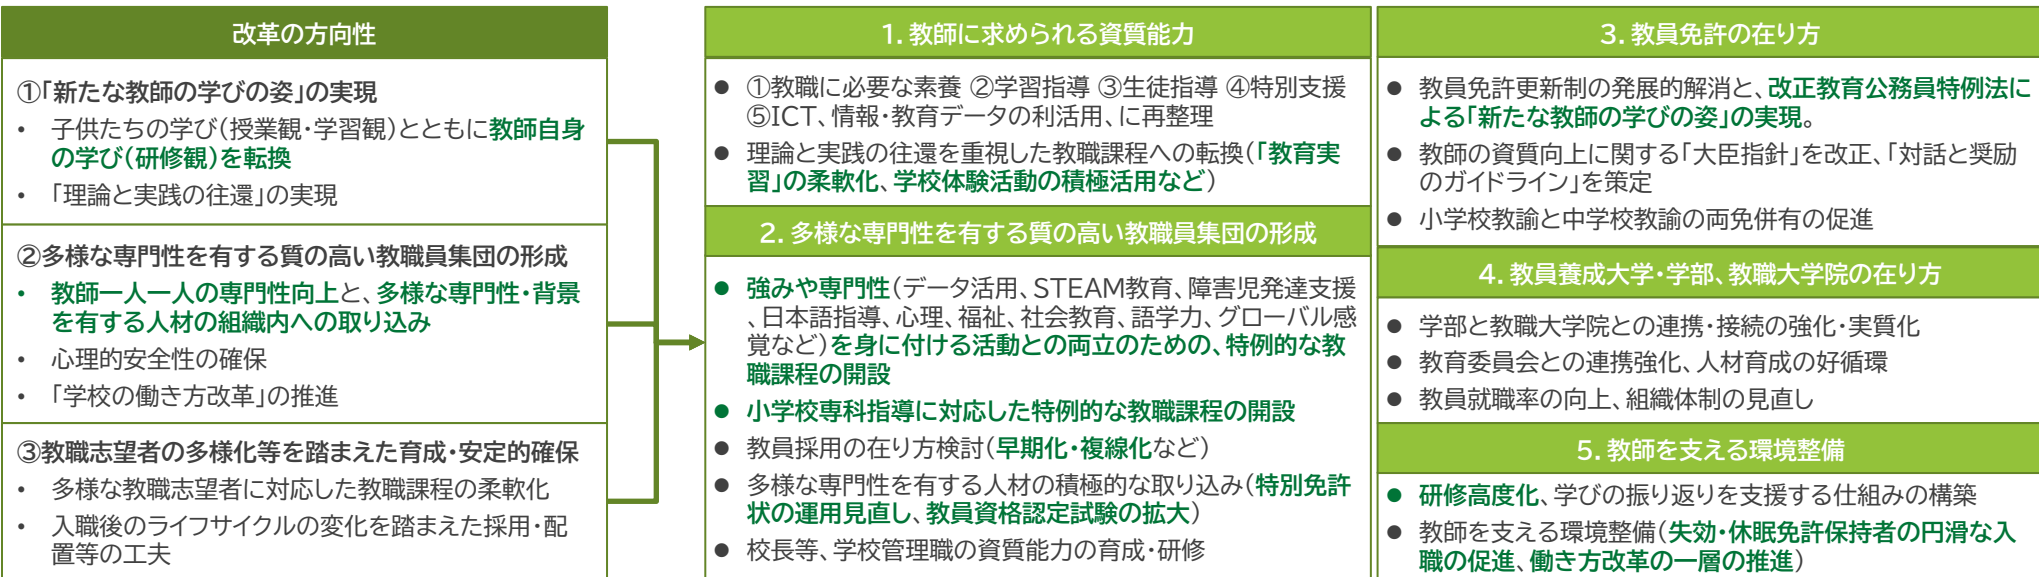 改革の方向性
①「新たな教師の学びの姿」の実現
• 子供たちの学び（授業観・学習観）とともに教師自身
の学び（研修観）を転換
• 「理論と実践の往還」の実現
②多様な専門性を有する質の高い教職員集団の形成
• 教師一人一人の専門性向上と、多様な専門性・背景
を有する人材の組織内への取り込み
• 心理的安全性の確保
• 「学校の働き方改革」の推進
③教職志望者の多様化等を踏まえた育成・安定的確保
• 多様な教職志望者に対応した教職課程の柔軟化
• 入職後のライフサイクルの変化を踏まえた採用・配
置等の工夫
１．教師に求められる資質能力
● ①教職に必要な素養 ②学習指導 ③生徒指導 ④特別支援
⑤ICT、情報・教育データの利活用、に再整理
● 理論と実践の往還を重視した教職課程への転換（「教育実
習」の柔軟化、学校体験活動の積極活用など）
２．多様な専門性を有する質の高い教職員集団の形成
● 強みや専門性（データ活用、STEAM教育、障害児発達支援
、日本語指導、心理、福祉、社会教育、語学力、グローバル感
覚など）を身に付ける活動との両立のための、特例的な教
職課程の開設
● 小学校専科指導に対応した特例的な教職課程の開設
● 教員採用の在り方検討（早期化・複線化など）
● 多様な専門性を有する人材の積極的な取り込み（特別免許
状の運用見直し、教員資格認定試験の拡大）
● 校長等、学校管理職の資質能力の育成・研修
３．教員免許の在り方
● 教員免許更新制の発展的解消と、改正教育公務員特例法に
よる「新たな教師の学びの姿」の実現。
● 教師の資質向上に関する「大臣指針」を改正、「対話と奨励
のガイドライン」を策定
● 小学校教諭と中学校教諭の両免併有の促進
４．教員養成大学・学部、教職大学院の在り方
● 学部と教職大学院との連携・接続の強化・実質化
● 教育委員会との連携強化、人材育成の好循環
● 教員就職率の向上、組織体制の見直し
５．教師を支える環境整備
● 研修高度化、学びの振り返りを支援する仕組みの構築
● 教師を支える環境整備（失効・休眠免許保持者の円滑な入
職の促進、働き方改革の一層の推進）